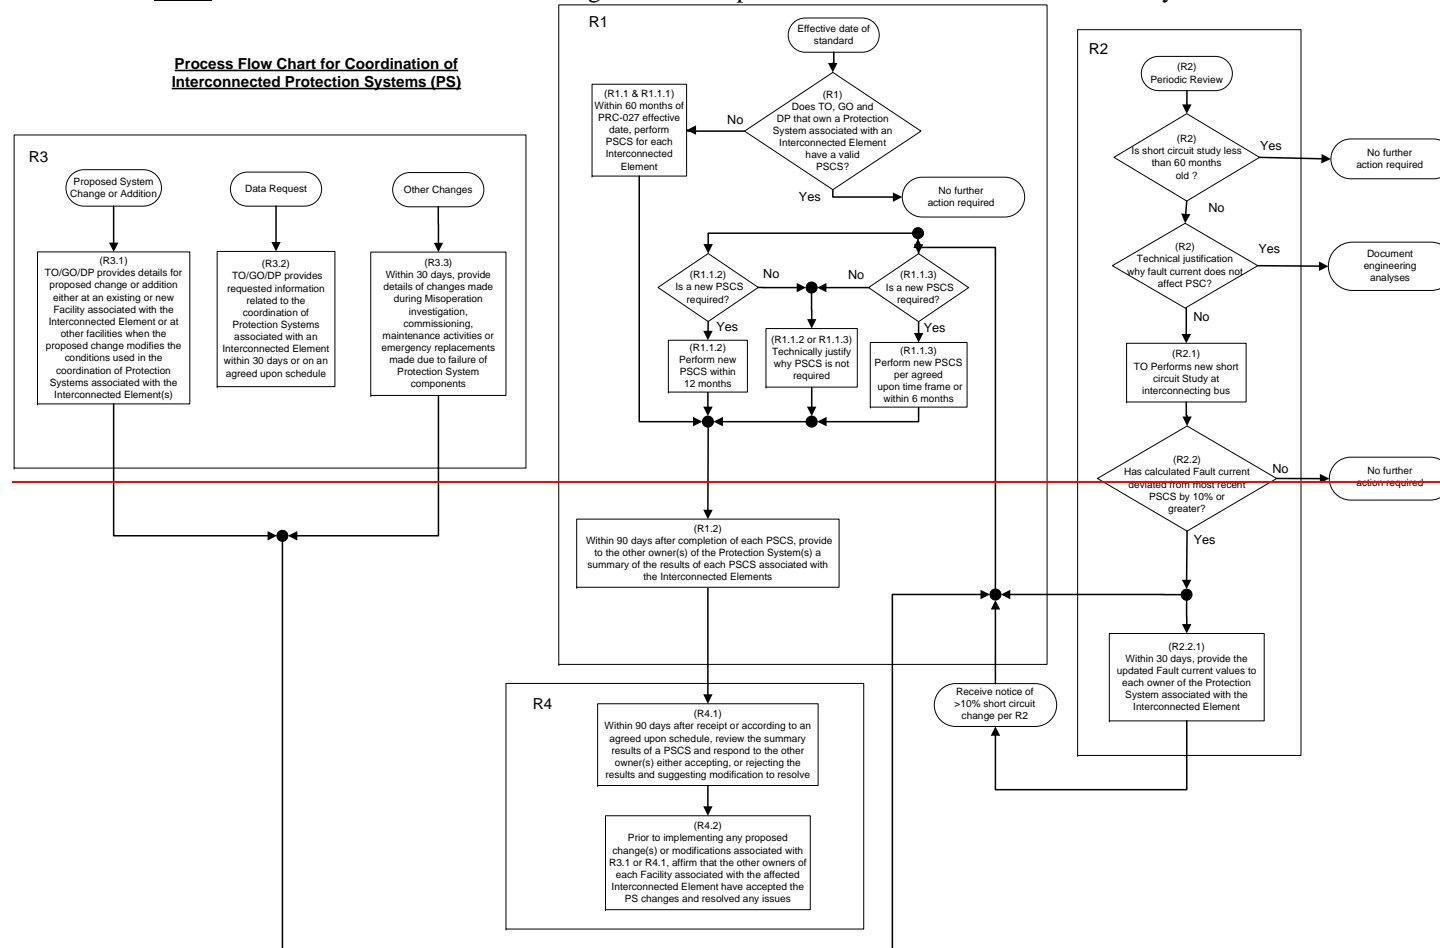 Process Flow Chart for Coordination of
Interconnected Protection Systems (PS)
R3
Proposed System
Change or Addition
Data Request
Other Changes
(R3.1)
TO/GO/DP provides details for
proposed change or addition
either at an existing or new
Facility associated with the
Interconnected Element or at
other facilities when the
proposed change modifies the
conditions used in the
coordination of Protection
Systems associated with the
Interconnected Element(s)
(R3.2)
TO/GO/DP provides
requested information
related to the
coordination of
Protection Systems
associated with an
Interconnected Element
within 30 days or on an
agreed upon schedule
(R3.3)
Within 30 days, provide
details of changes made
during Misoperation
investigation,
commissioning,
maintenance activities or
emergency replacements
made due to failure of
Protection System
components
R1
Effective date of
standard
(R1.1 & R1.1.1)
Within 60 months of
PRC-027 effective
date, perform
PSCS for each
Interconnected
Element
No
(R1)
Does TO, GO and
DP that own a Protection
System associated with an
Interconnected Element
have a valid
PSCS?
Yes
No further
action required
(R1.1.2)
Is a new PSCS
required?
No
No
(R1.1.3)
Is a new PSCS
required?
Yes
Yes
(R1.1.2)
Perform new
PSCS within
12 months
(R1.1.2 or R1.1.3)
Technically justify
why PSCS is not
required
(R1.1.3)
Perform new PSCS
per agreed
upon time frame or
within 6 months
(R1.2)
Within 90 days after completion of each PSCS, provide
to the other owner(s) of the Protection System(s) a
summary of the results of each PSCS associated with
the Interconnected Elements
R4
(R4.1)
Within 90 days after receipt or according to an
agreed upon schedule, review the summary
results of a PSCS and respond to the other
owner(s) either accepting, or rejecting the
results and suggesting modification to resolve
(R4.2)
Prior to implementing any proposed
change(s) or modifications associated with
R3.1 or R4.1, affirm that the other owners of
each Facility associated with the affected
Interconnected Element have accepted the
PS changes and resolved any issues
Receive notice of
>10% short circuit
change per R2
R2
(R2)
Periodic Review
(R2)
Is short circuit study less
than 60 months
old ?
Yes
No further
action required
No
(R2)
Technical justification
why fault current does not
affect PSC?
Yes
Document
engineering
analyses
No
(R2.1)
TO Performs new short
circuit Study at
interconnecting bus
(R2.2)
Has calculated Fault current
deviated from most recent
PSCS by 10% or
greater?
No
No further
action required
Yes
(R2.2.1)
Within 30 days, provide the
updated Fault current values to
each owner of the Protection
System associated with the
Interconnected Element